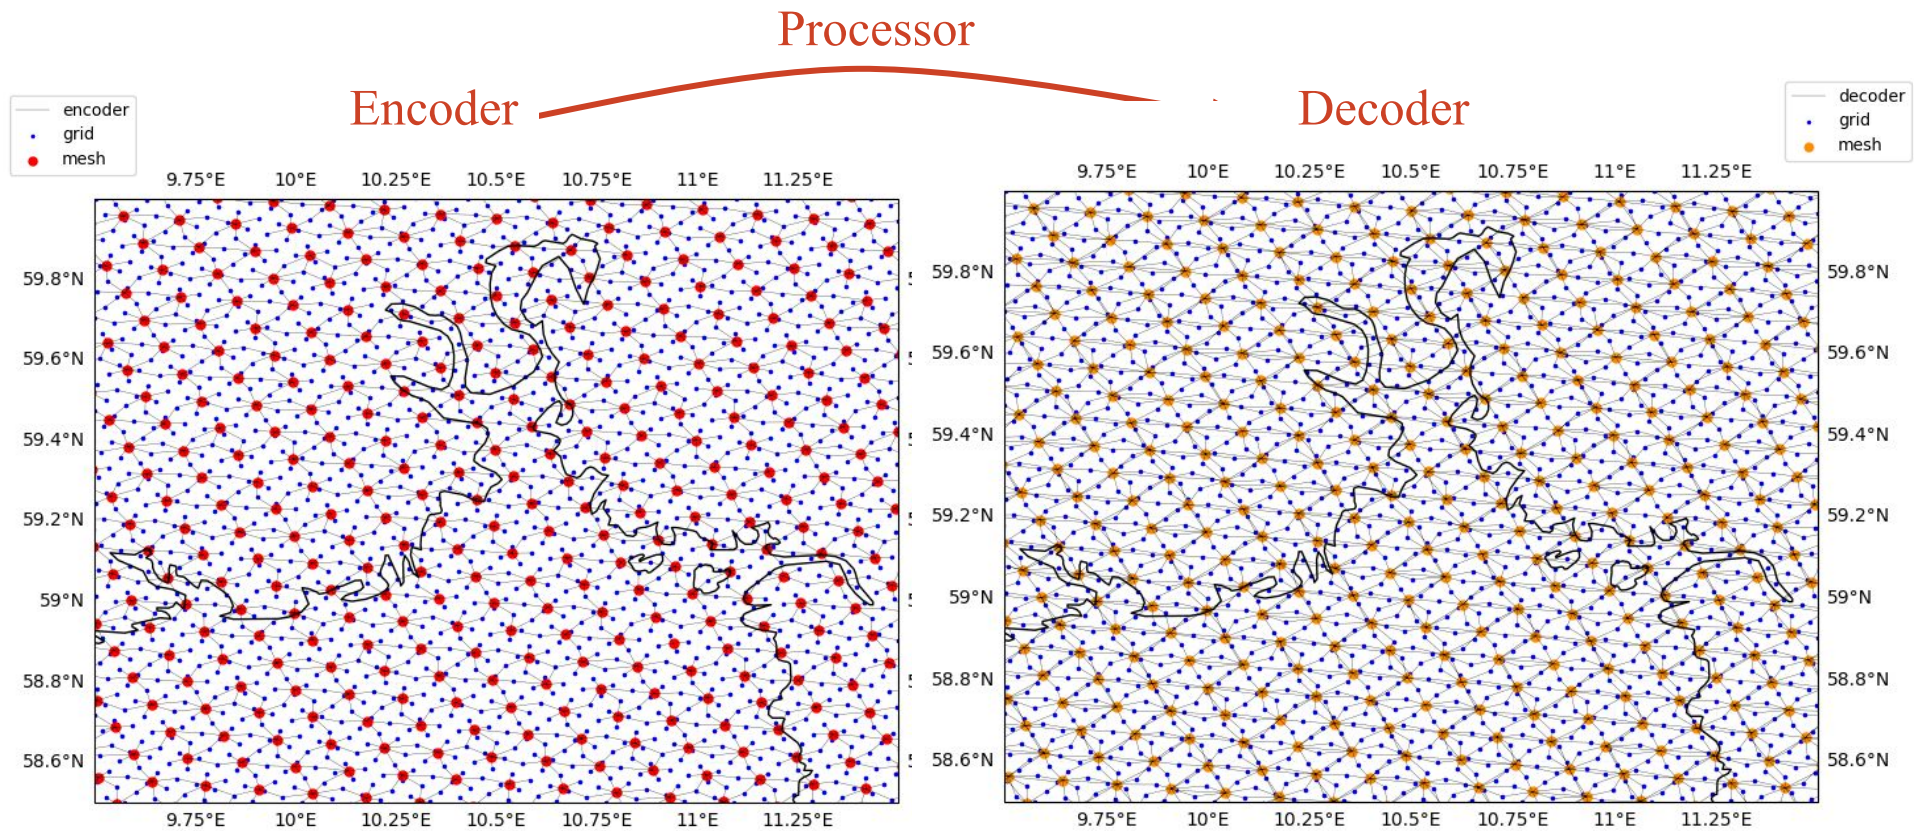 Processor
Encoder
Decoder
encoder
grid
mesh
decoder
grid
mesh
9.75°E 10°E 10.25°E 10.5°E 10.75°E 11°E 11.25°E
59.8°N
59.6°N
59.4°N
59.2°N
59°N
58.8°N
58.6°N
9.75°E 10°E 10.25°E 10.5°E 10.75°E 11°E 11.25°E
9.75°E 10°E 10.25°E 10.5°E 10.75°E 11°E 11.25°E
59.8°N 59.8°N
59.6°N 59.6°N
59.4°N 59.4°N
59.2°N 59.2°N
59°N 59°N
58.8°N 58.8°N
58.6°N 58.6°N
9.75°E 10°E 10.25°E 10.5°E 10.75°E 11°E 11.25°E